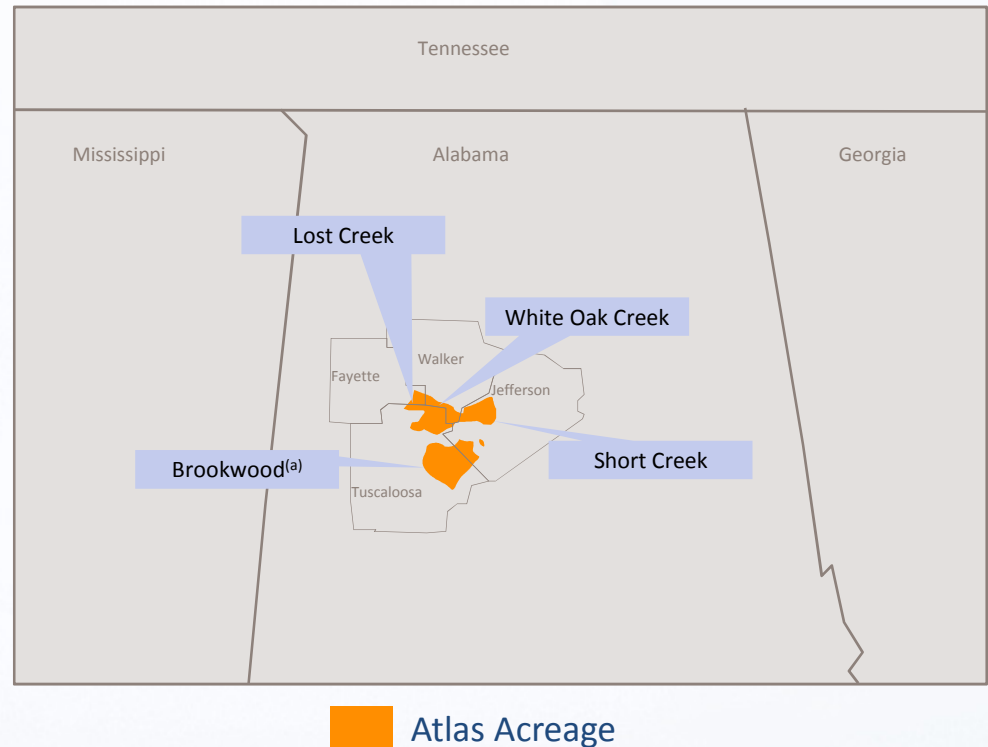 Tennessee
Mississippi
Alabama
Georgia
Lost Creek
White Oak Creek
Walker
Fayette
Jefferson
Short Creek
Brookwood(a)
Tuscaloosa
Atlas Acreage